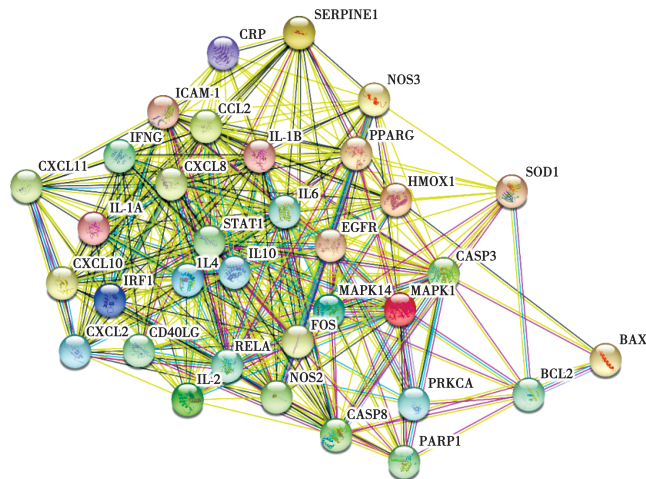 SERPINE1
CRP
NOS3
ICAM-1
CCL2
IFNG
IL-1B
PPARG
CXCL11
CXCL8
SOD1
HMOX1
IL6
IL-1A
STAT1
EGFR
CASP3
CXCL10
IL10
IRF1
IL4
MAPK14
MAPK1
FOS
CXCL2
CD40LG
RELA
BAX
IL-2
NOS2
PRKCA
BCL2
CASP8
PARP1